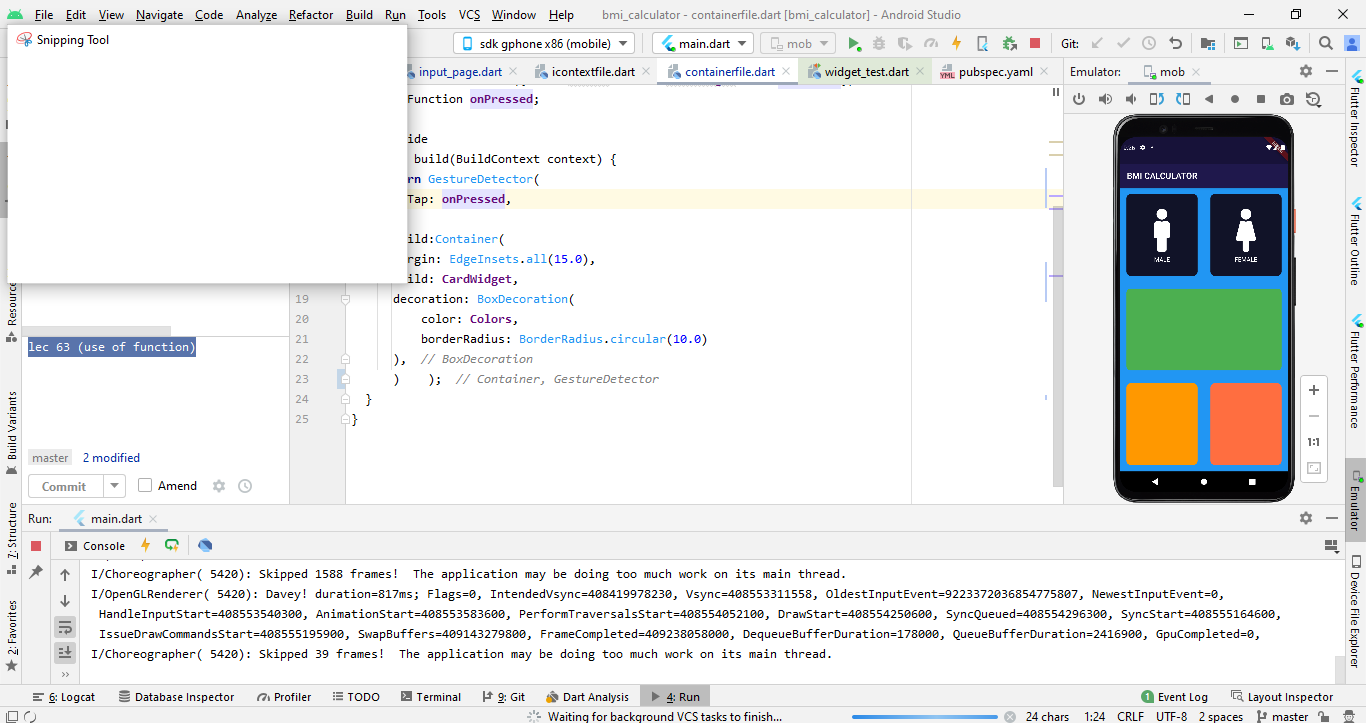 File Edit View Navigate Code Analyze Refactor Build Run Tools VCS Window Help bmi_calculator - containerfile.dart [bmi_calculator] - Android Studio
Snipping Tool
sdk gphone x86 (mobile) main.dart mob Git:
input_page.dart icontextfile.dart containerfile.dart widget_test.dart pubspec.yaml Emulator: mob
Function onPressed;
ide
build(BuildContext context) {
rn GestureDetector(
Tap: onPressed,
ild:Container(
rgin: EdgeInsets.all(15.0),
ild: CardWidget,
19 decoration: BoxDecoration(
20 color: Colors,
21 borderRadius: BorderRadius.circular(10.0)
22 ), // BoxDecoration
23 ) ); // Container, GestureDetector
24 }
25 }
BMI CALCULATOR
MALE FEMALE
1:1
Resource
lec 63 (use of function)
master 2 modified
Commit Amend
Build Variants
7: Structure
2: Favorites
Flutter Inspector
Flutter Outline
Flutter Performance
Emulator
Device File Explorer
Run: main.dart
Console
I/Choreographer( 5420): Skipped 1588 frames!  The application may be doing too much work on its main thread.
I/OpenGLRenderer( 5420): Davey! duration=817ms; Flags=0, IntendedVsync=408419978230, Vsync=408553311558, OldestInputEvent=9223372036854775807, NewestInputEvent=0,
HandleInputStart=408553540300, AnimationStart=408553583600, PerformTraversalsStart=408554052100, DrawStart=408554250600, SyncQueued=408554296300, SyncStart=408555164600,
IssueDrawCommandsStart=408555195900, SwapBuffers=409143279800, FrameCompleted=409238058000, DequeueBufferDuration=178000, QueueBufferDuration=2416900, GpuCompleted=0,
I/Choreographer( 5420): Skipped 39 frames!  The application may be doing too much work on its main thread.
6: Logcat Database Inspector Profiler TODO Terminal 9: Git Dart Analysis 4: Run 1 Event Log Layout Inspector
Waiting for background VCS tasks to finish... 24 chars 1:24 CRLF UTF-8 2 spaces master